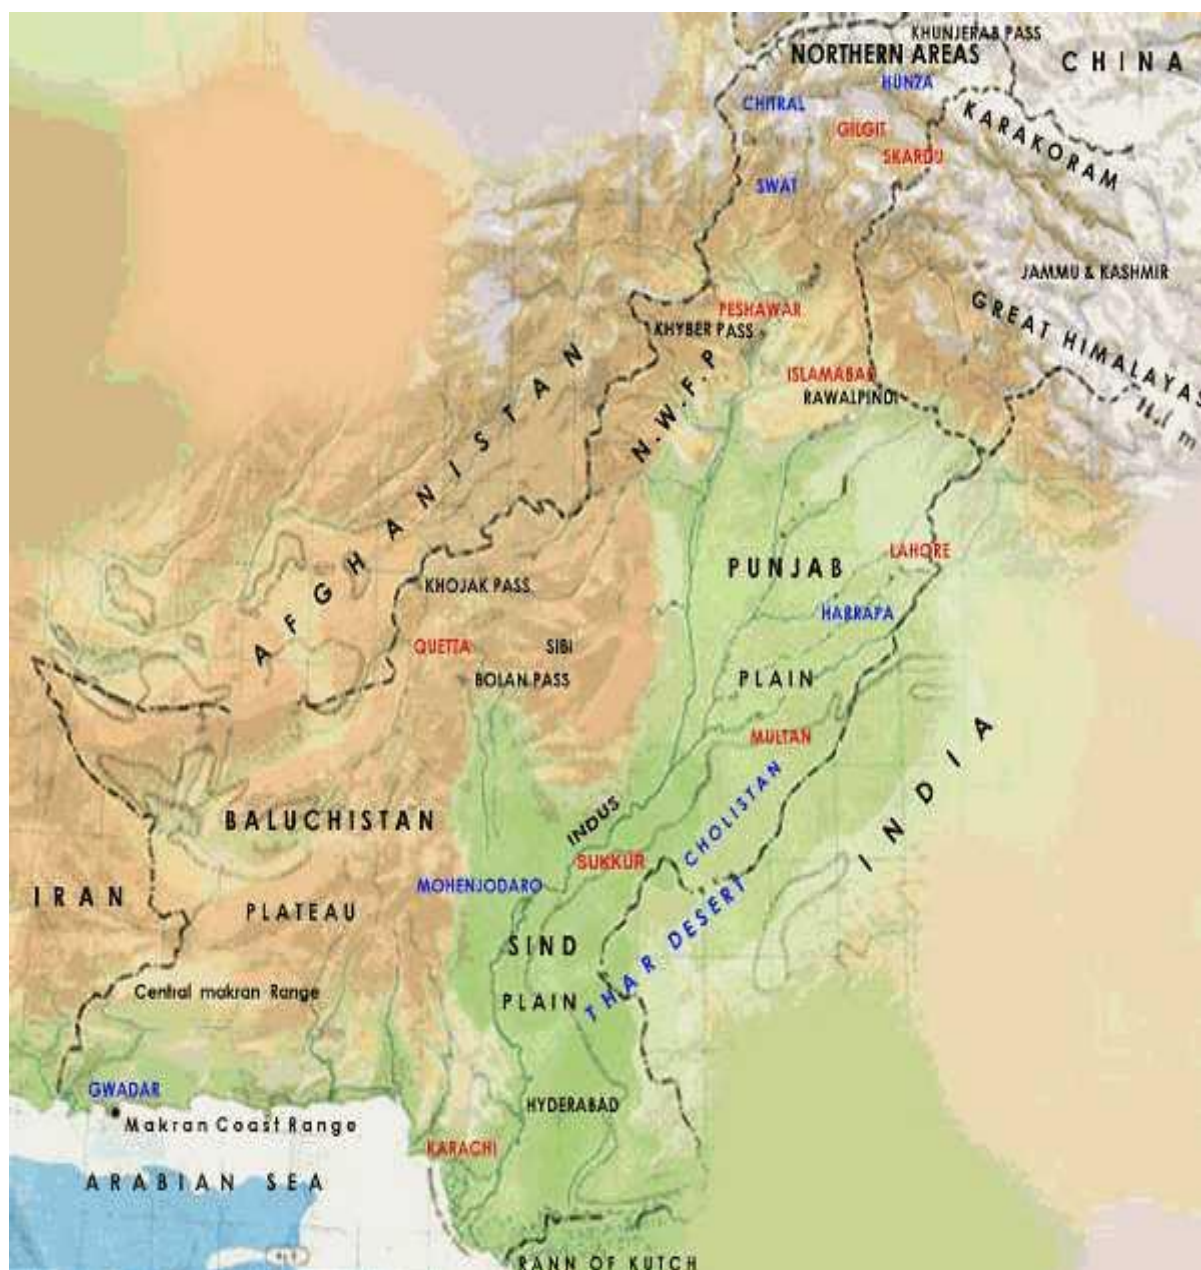 KHUNJERAB PASS
NORTHERN AREAS
CHINA
HUNZA
CHITRAL
KARAKORAM
GILGIT
SKARDU
SWAT
JAMMU & KASHMIR
GREAT HIMALAYAS
PESHAWAR
KHYBER PASS
AFGHANISTAN
N.W.F.P
ISLAMABAD
RAWALPINDI
LAHORE
PUNJAB
KHOJAK PASS
HARRAPA
QUETTA
SIBI
BOLAN PASS
PLAIN
MULTAN
INDIA
INDUS
CHOLISTAN
BALUCHISTAN
SUKKUR
MOHENJODARO
IRAN
PLATEAU
THAR DESERT
SIND
PLAIN
Central makran Range
GWADAR
HYDERABAD
Makran Coast Range
KARACHI
ARABIAN SEA
RANN OF KUTCH